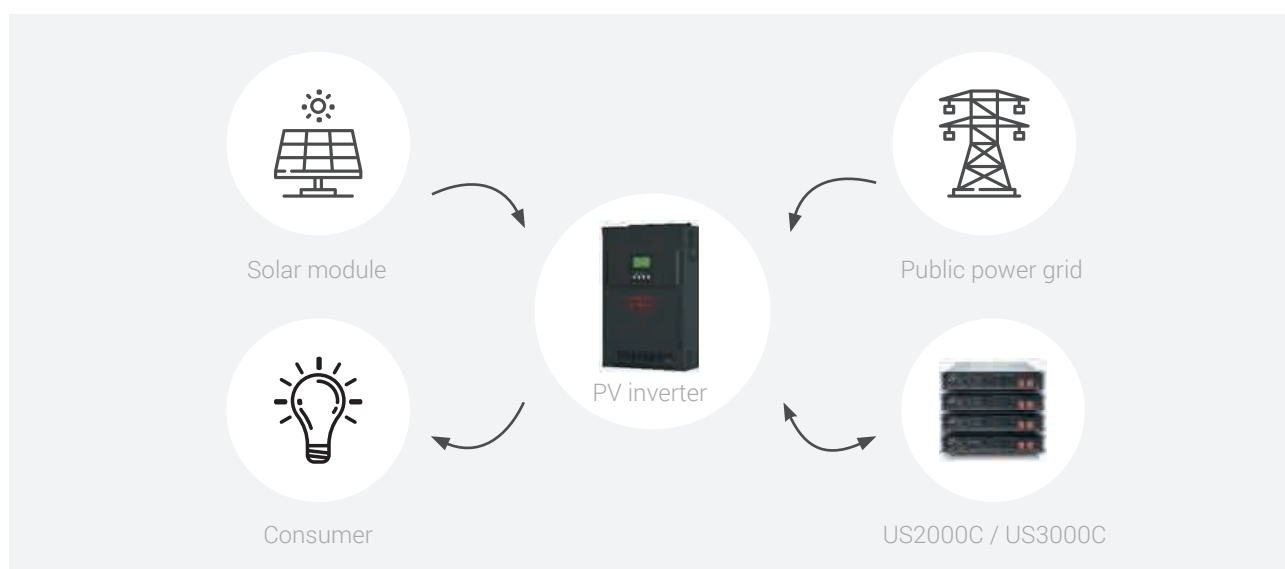 Solar module
Public power grid
PV inverter
Consumer
US2000C / US3000C